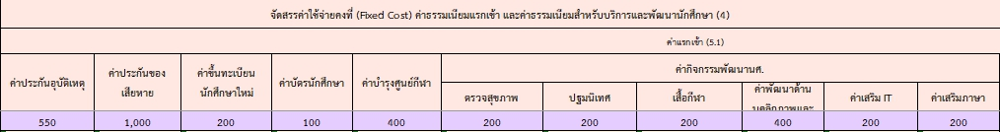 จัดสรรค่าใช้จ่ายคงที่ (Fixed Cost) ค่าธรรมเนียมแรกเข้า และค่าธรรมเนียมสำหรับบริการและพัฒนานักศึกษา (4)
ค่าแรกเข้า (5.1)
ค่าประกันอุบัติเหตุ
ค่าประกันของ
เสียหาย
ค่าขึ้นทะเบียน
นักศึกษาใหม่
ค่าบัตรนักศึกษา
ค่าบำรุงศูนย์กีฬา
ค่ากิจกรรมพัฒนานศ.
ตรวจสุขภาพ
ปฐมนิเทศ
เสื้อกีฬา
ค่าพัฒนาด้าน
บุคลิกภาพและ
ค่าเสริม IT
ค่าเสริมภาษา
550 1,000 200 100 400 200 200 200 400 200 200